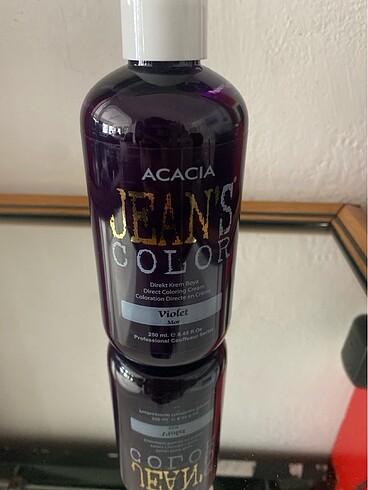 ACACIA
JEAN'S
COLOR
Direkt Krem Boya
Direct Coloring Cream
Coloration Directe en Crème
Violet
Mor
250 ml. ℮ 8.45 fl.Oz
Professional Couffeaur Series